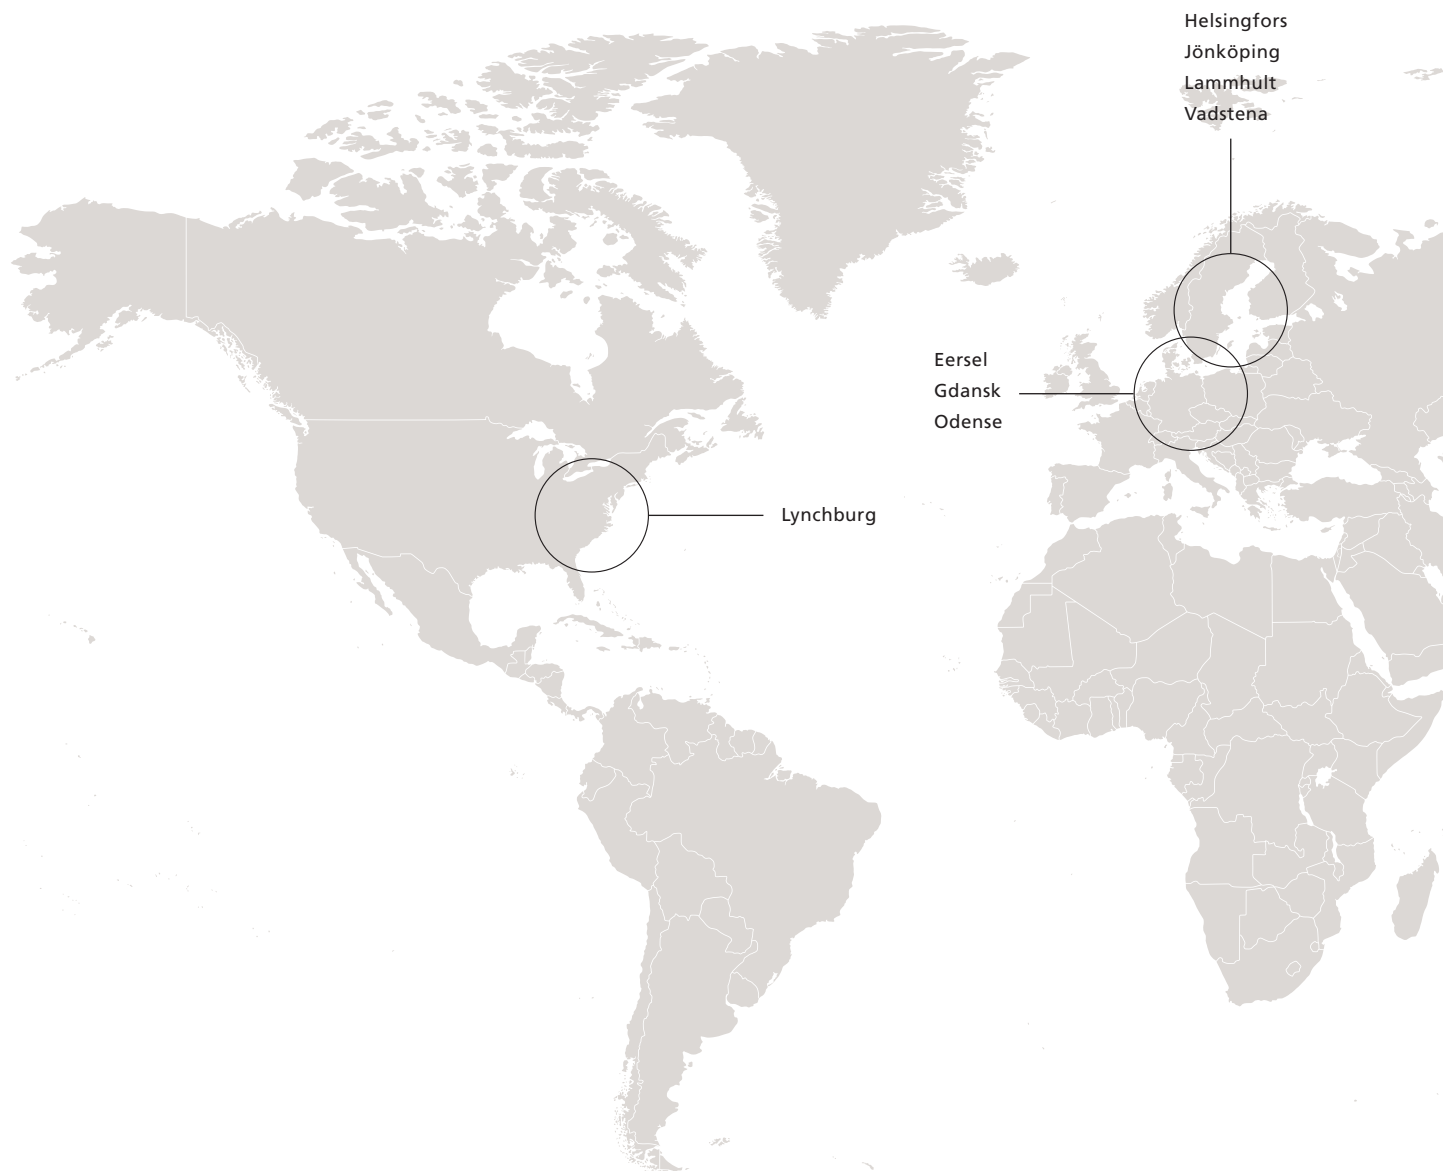 Helsingfors
Jönköping
Lammhult
Vadstena
Eersel
Gdansk
Odense
Lynchburg